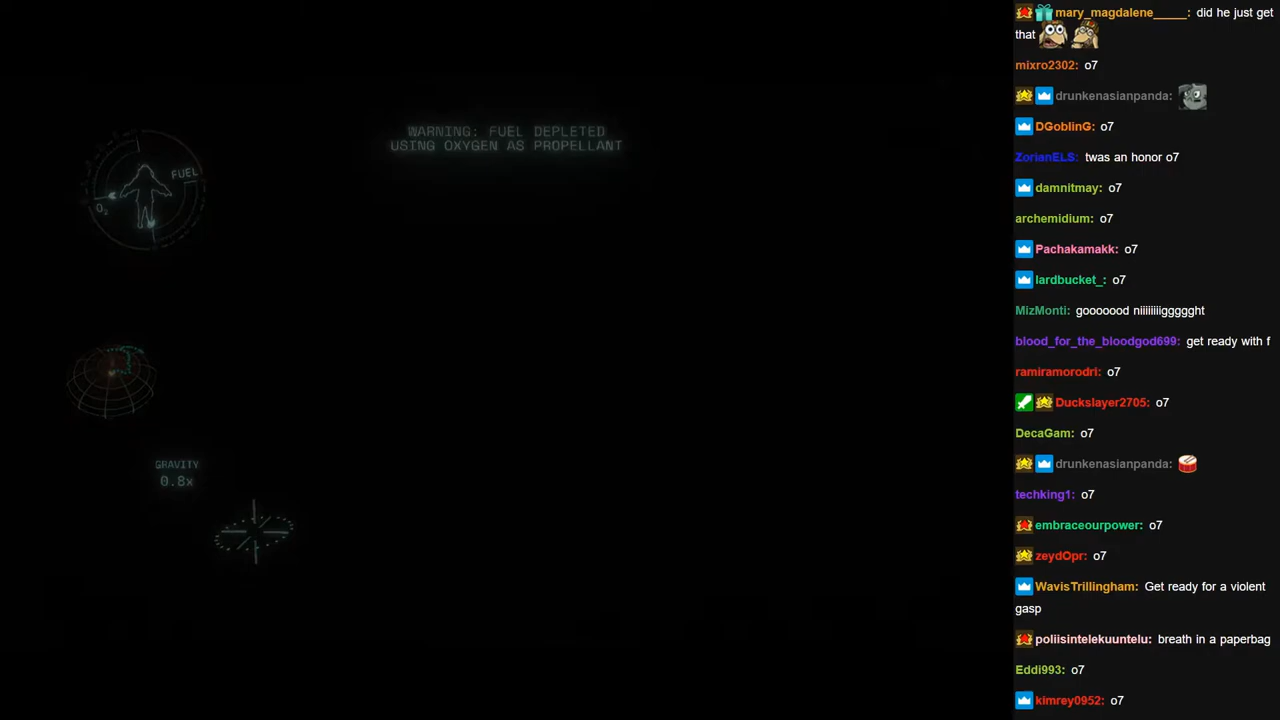 WARNING: FUEL DEPLETED
USING OXYGEN AS PROPELLANT
FUEL
O₂
GRAVITY
0.8x
mary_magdalene_____: did he just get
that
mixro2302: o7
drunkenasianpanda:
DGoblinG: o7
ZorianELS: twas an honor o7
damnitmay: o7
archemidium: o7
Pachakamakk: o7
lardbucket_: o7
MizMonti: gooooood niiiiiiiggggght
blood_for_the_bloodgod699: get ready with f
ramiramorodri: o7
Duckslayer2705: o7
DecaGam: o7
drunkenasianpanda:
techking1: o7
embraceourpower: o7
zeydOpr: o7
WavisTrillingham: Get ready for a violent
gasp
poliisintelekuuntelu: breath in a paperbag
Eddi993: o7
kimrey0952: o7